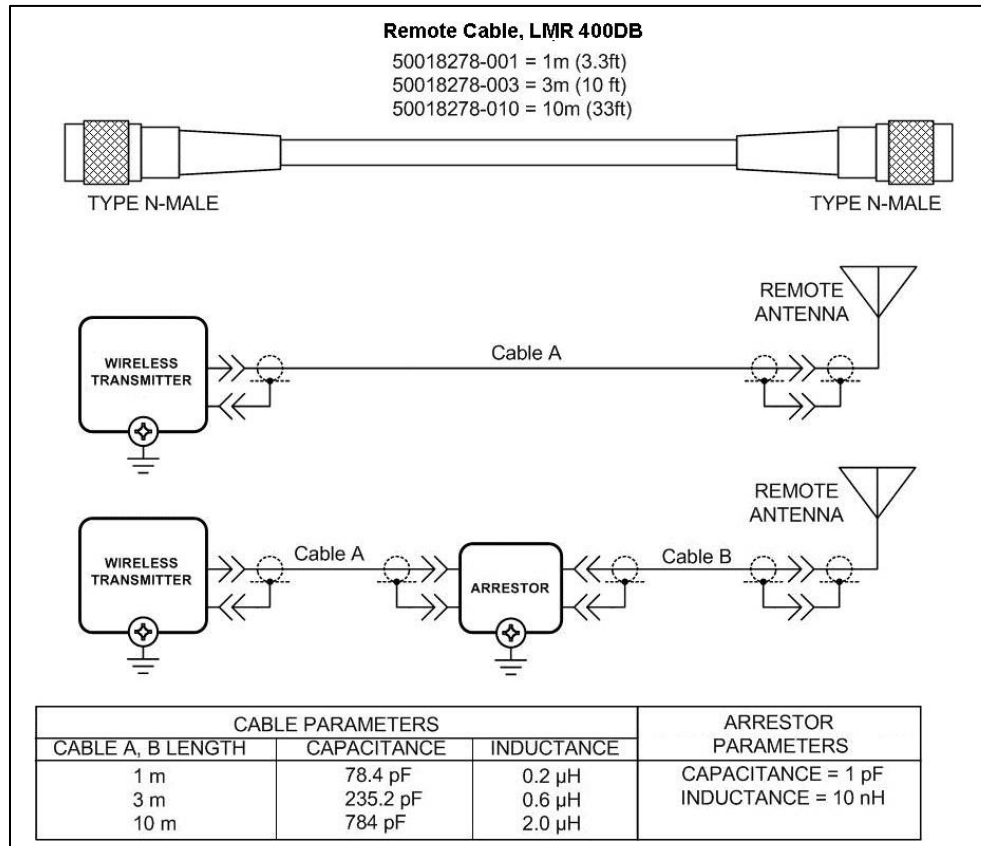 Remote Cable, LMR 400DB
50018278-001 = 1m (3.3ft)
50018278-003 = 3m (10 ft)
50018278-010 = 10m (33ft)
TYPE N-MALE
TYPE N-MALE
REMOTE
ANTENNA
WIRELESS
TRANSMITTER
Cable A
REMOTE
ANTENNA
WIRELESS
TRANSMITTER
Cable A
ARRESTOR
Cable B
CABLE PARAMETERS
CABLE A, B LENGTH CAPACITANCE INDUCTANCE
1 m 78.4 pF 0.2 µH
3 m 235.2 pF 0.6 µH
10 m 784 pF 2.0 µH
ARRESTOR
PARAMETERS
CAPACITANCE = 1 pF
INDUCTANCE = 10 nH